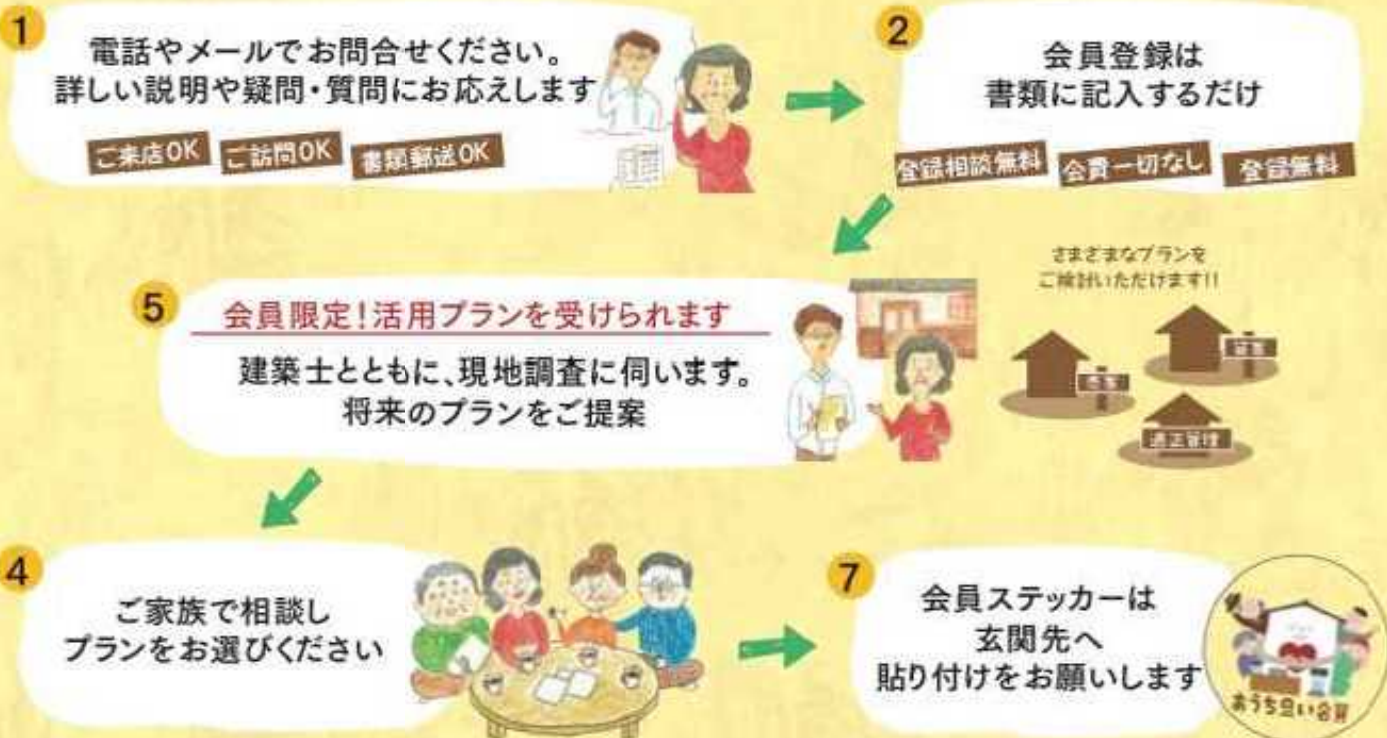 1
電話やメールでお問合せください。
詳しい説明や疑問・質問にお応えします
ご来店OK ご訪問OK 書類郵送OK
2
会員登録は
書類に記入するだけ
登録相談無料 会費一切なし 登録無料
5
会員限定!活用プランを受けられます
建築士とともに、現地調査に伺います。
将来のプランをご提案
さまざまなプランを
ご検討いただけます!!
適正管理
4
ご家族で相談し
プランをお選びください
7
会員ステッカーは
玄関先へ
貼り付けをお願いします